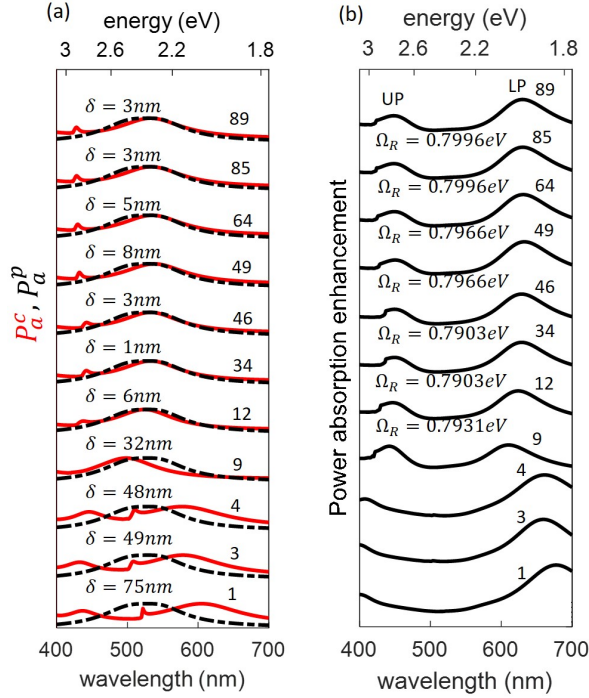 (a)
energy (eV)
3 2.6 2.2 1.8
δ = 3nm
89
δ = 3nm
85
δ = 5nm
64
δ = 8nm
49
δ = 3nm
46
δ = 1nm
34
δ = 6nm
12
δ = 32nm
9
δ = 48nm
4
δ = 49nm
3
δ = 75nm
1
P_a^c, P_a^p
400 500 600 700
wavelength (nm)
(b)
energy (eV)
3 2.6 2.2 1.8
UP LP 89
Ω_R = 0.7996eV
85
Ω_R = 0.7996eV
64
Ω_R = 0.7966eV
49
Ω_R = 0.7966eV
46
Ω_R = 0.7903eV
34
Ω_R = 0.7903eV
12
Ω_R = 0.7931eV
9
4
3
1
Power absorption enhancement
400 500 600 700
wavelength (nm)